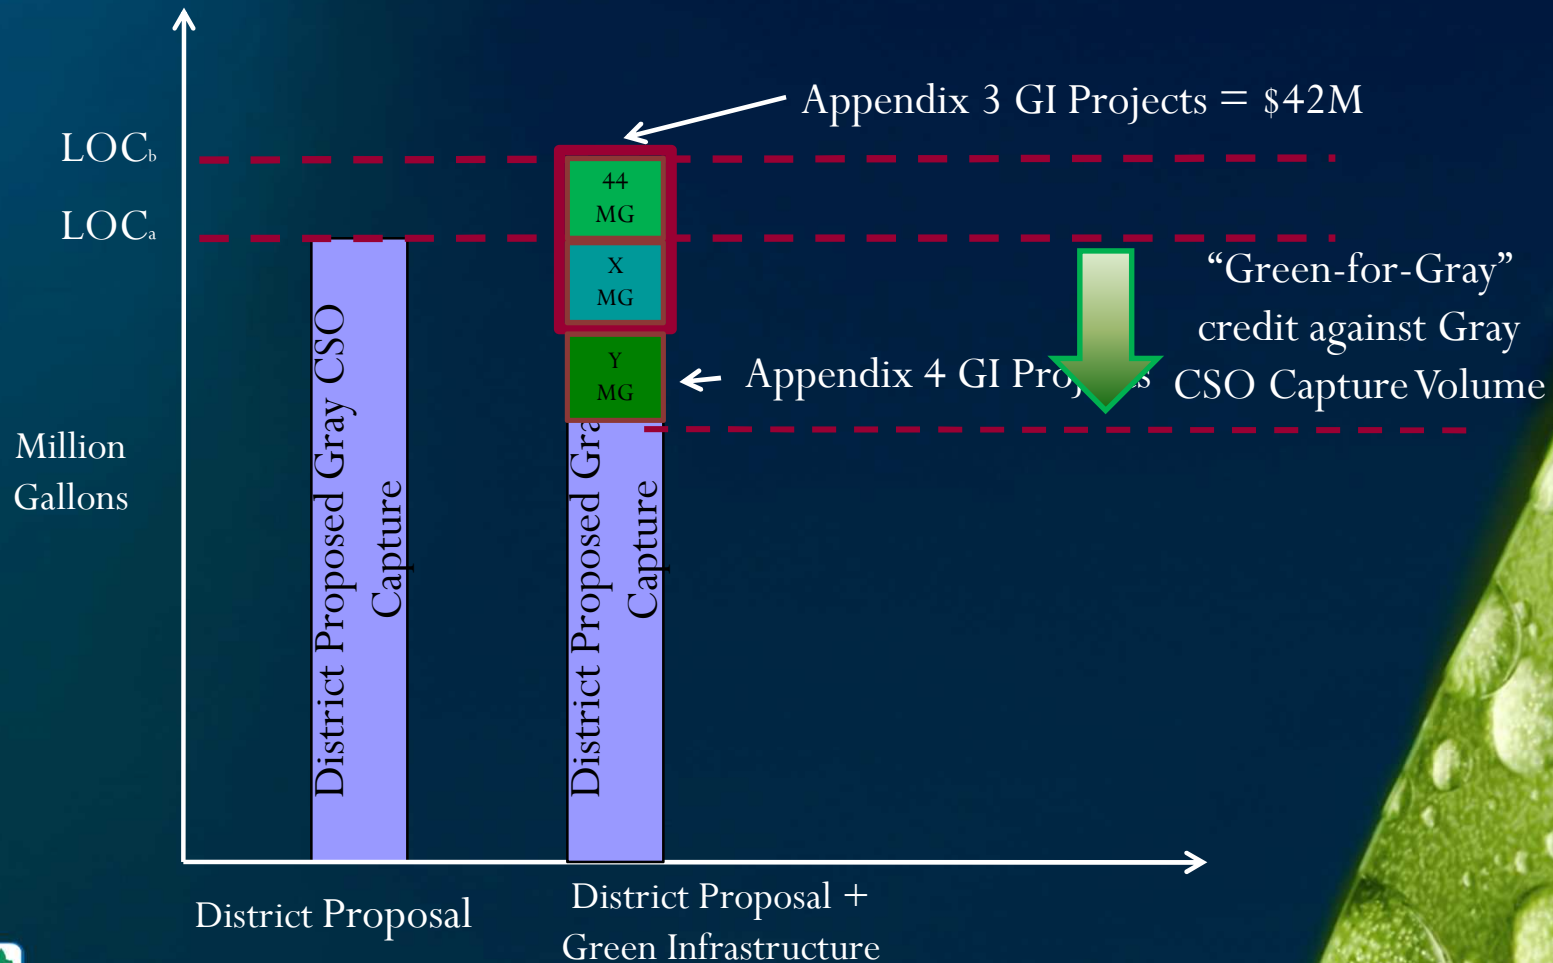 Appendix 3 GI Projects = $42M
LOCb
LOCa
44
MG
X
MG
Y
MG
"Green-for-Gray"
credit against Gray
CSO Capture Volume
Appendix 4 GI
Million
Gallons
District Proposed Gray CSO
Capture
District Proposed
Capture
District Proposal
District Proposal +
Green Infrastructure